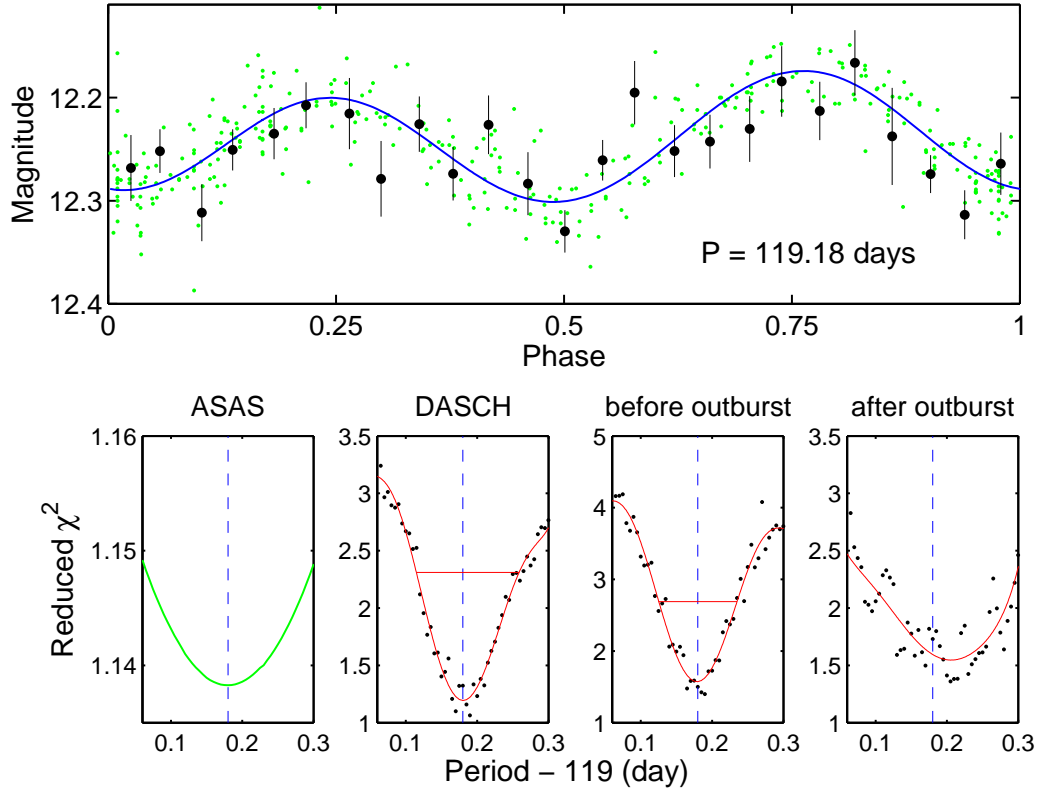 Magnitude
12.2
12.3
12.4
P = 119.18 days
0 0.25 0.5 0.75 1
Phase
ASAS DASCH before outburst after outburst
Reduced χ²
1.16 3.5 5 3.5
1.15 3 4 3
1.14 2.5 3 2.5
2 2 2
1.5 1 1.5
1 1
0.1 0.2 0.3 0.1 0.2 0.3 0.1 0.2 0.3 0.1 0.2 0.3
Period − 119 (day)